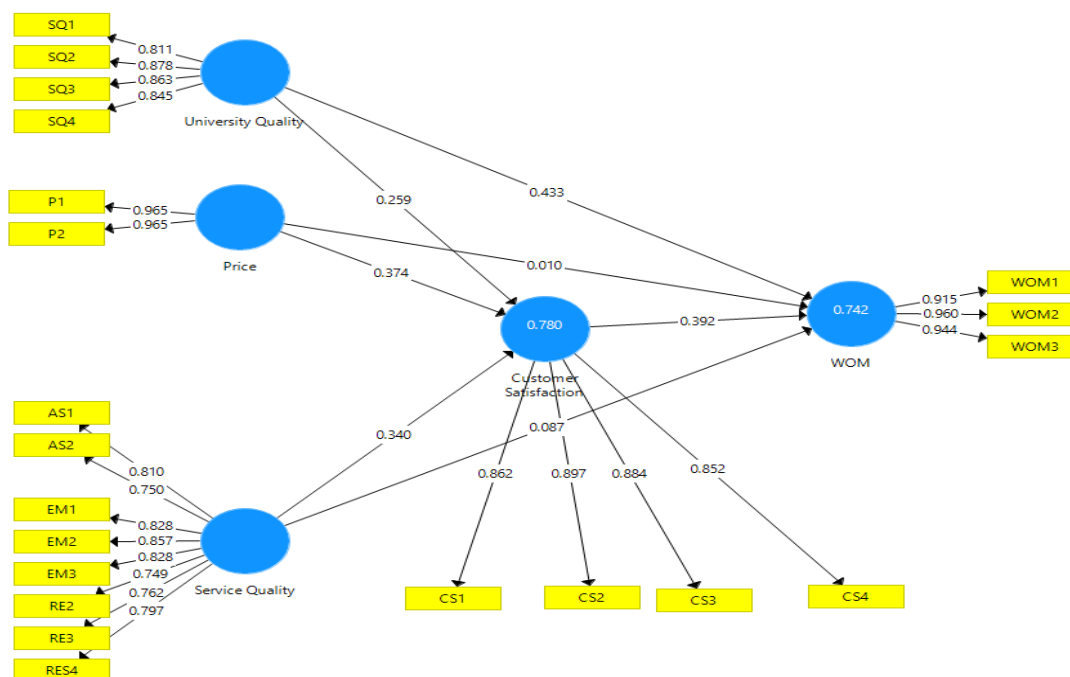 SQ1
SQ2
SQ3
SQ4
0.811
0.878
0.863
0.845
University Quality
P1
P2
0.965
0.965
Price
0.259
0.433
0.374
0.010
0.780
Customer
Satisfaction
0.392
0.742
WOM
0.915
0.960
0.944
WOM1
WOM2
WOM3
0.340
0.087
AS1
AS2
EM1
EM2
EM3
RE2
RE3
RES4
0.810
0.750
0.828
0.857
0.828
0.749
0.762
0.797
Service Quality
0.862
0.897
0.884
0.852
CS1
CS2
CS3
CS4